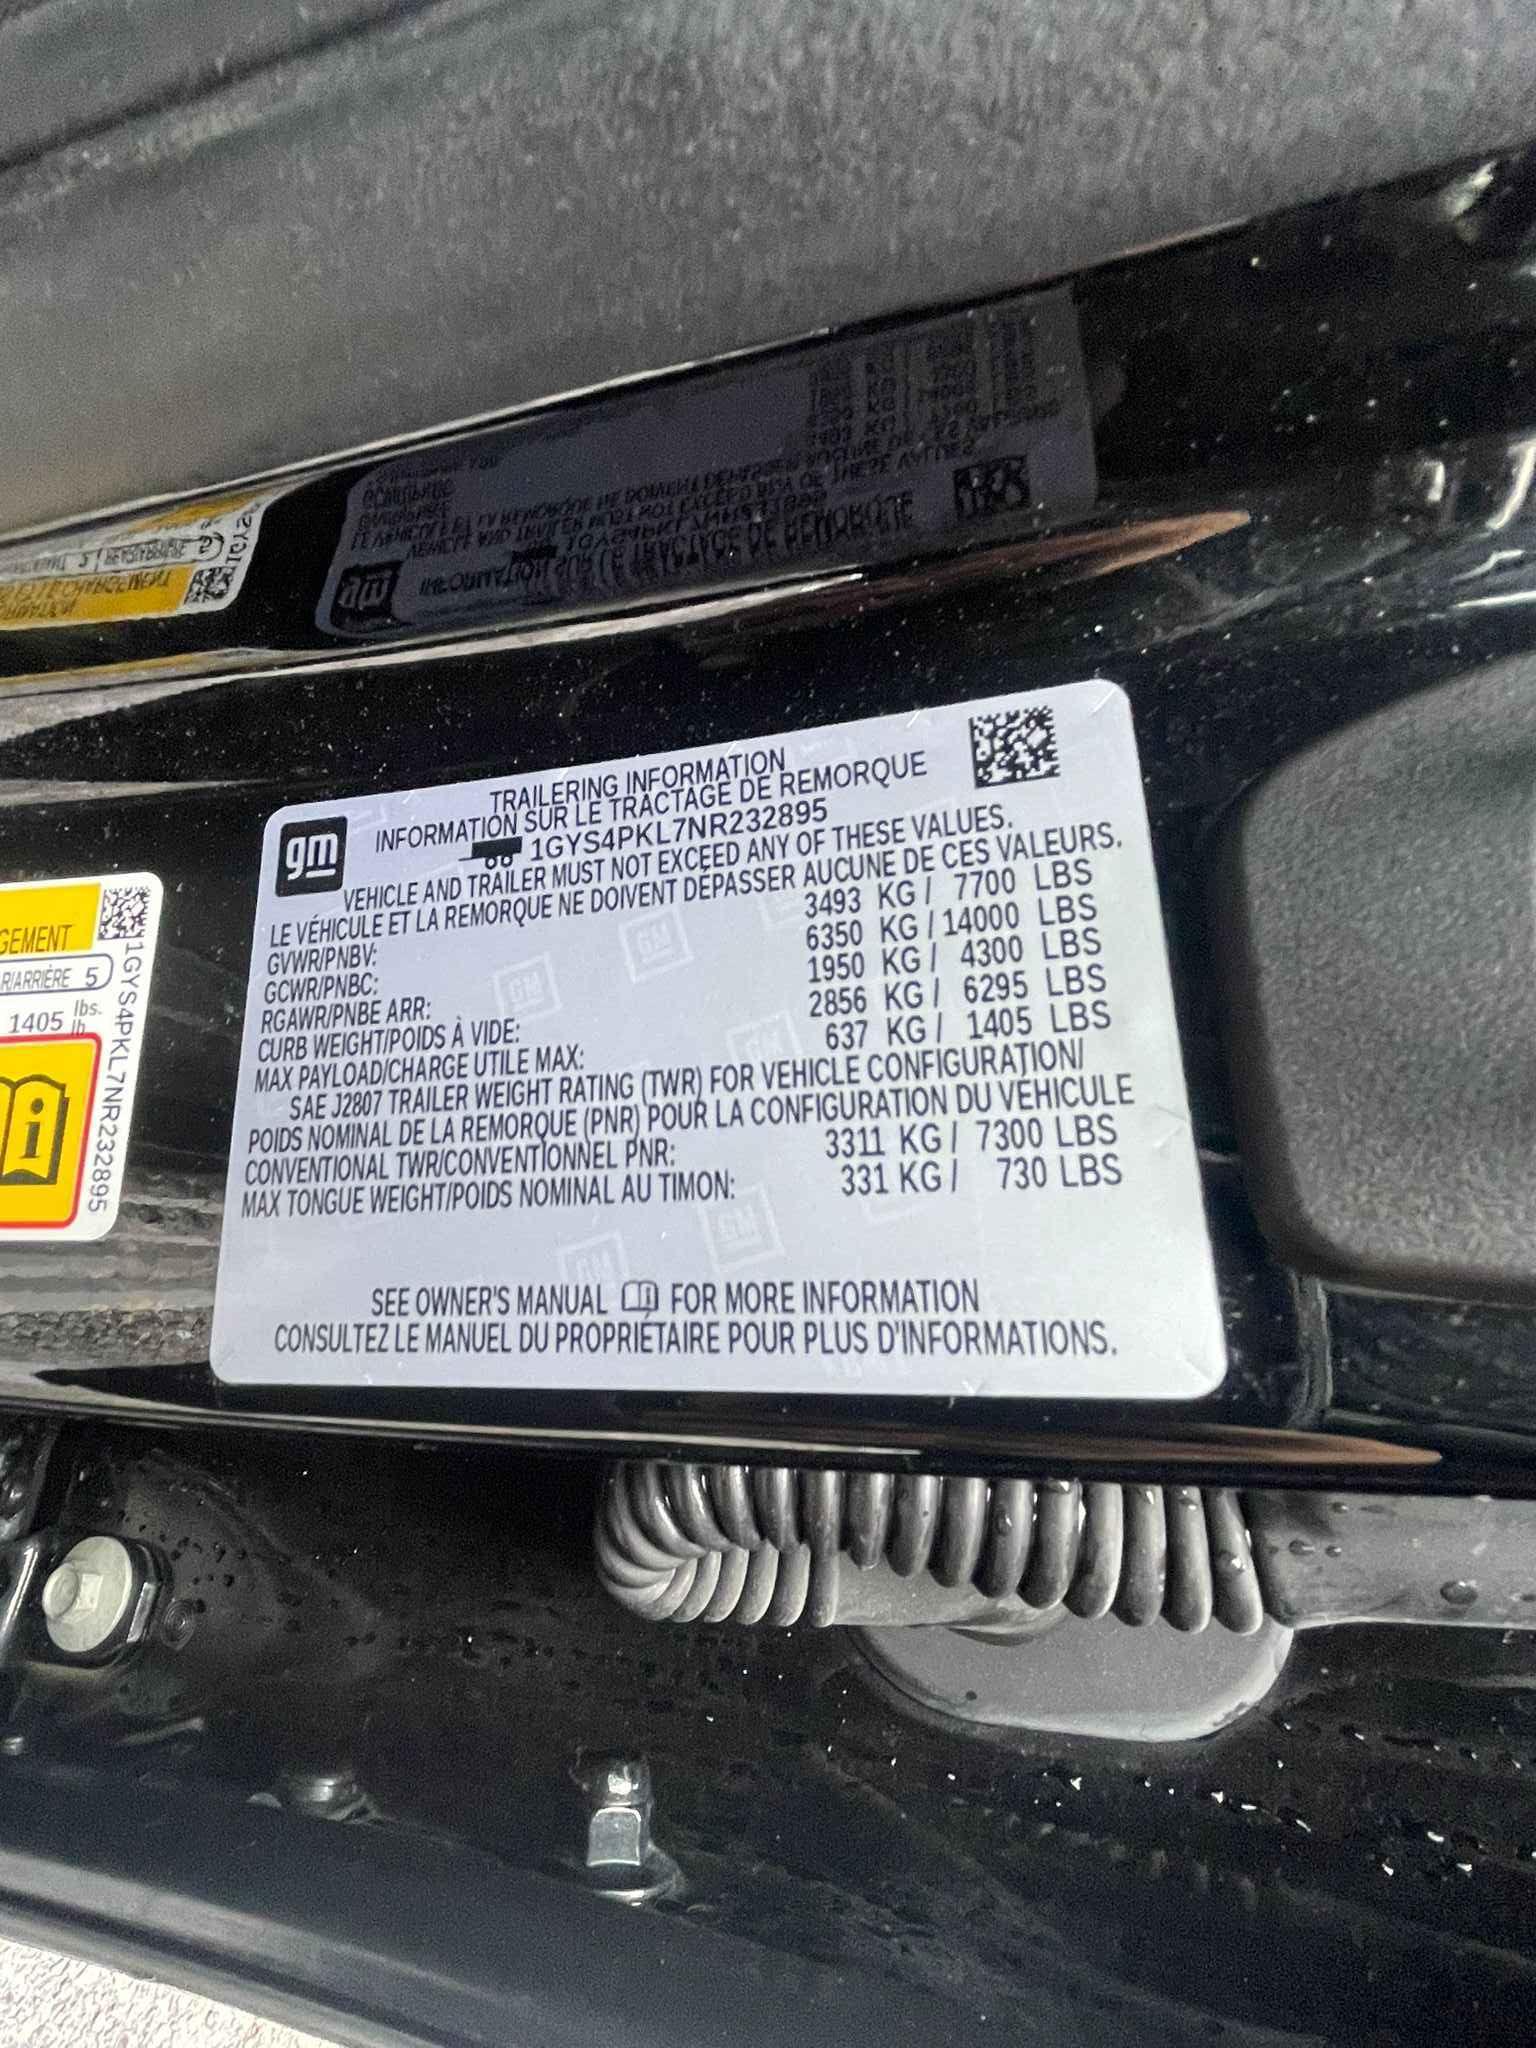 TRAILERING INFORMATION
INFORMATION SUR LE TRACTAGE DE REMORQUE
gm
1GYS4PKL7NR232895
VEHICLE AND TRAILER MUST NOT EXCEED ANY OF THESE VALUES.
LE VÉHICULE ET LA REMORQUE NE DOIVENT DÉPASSER AUCUNE DE CES VALEURS.
GVWR/PNBV: 3493 KG / 7700 LBS
GCWR/PNBC: 6350 KG / 14000 LBS
RGAWR/PNBE ARR: 1950 KG / 4300 LBS
CURB WEIGHT/POIDS À VIDE: 2856 KG / 6295 LBS
MAX PAYLOAD/CHARGE UTILE MAX: 637 KG / 1405 LBS
SAE J2807 TRAILER WEIGHT RATING (TWR) FOR VEHICLE CONFIGURATION/
POIDS NOMINAL DE LA REMORQUE (PNR) POUR LA CONFIGURATION DU VÉHICULE
CONVENTIONAL TWR/CONVENTIONNEL PNR: 3311 KG / 7300 LBS
MAX TONGUE WEIGHT/POIDS NOMINAL AU TIMON: 331 KG / 730 LBS
SEE OWNER'S MANUAL FOR MORE INFORMATION
CONSULTEZ LE MANUEL DU PROPRIÉTAIRE POUR PLUS D'INFORMATIONS.
GEMENT
R/ARRIÈRE 5
1405 lbs.
lb
1GYS4PKL7NR232895
GM
GM
GM
GM
GM